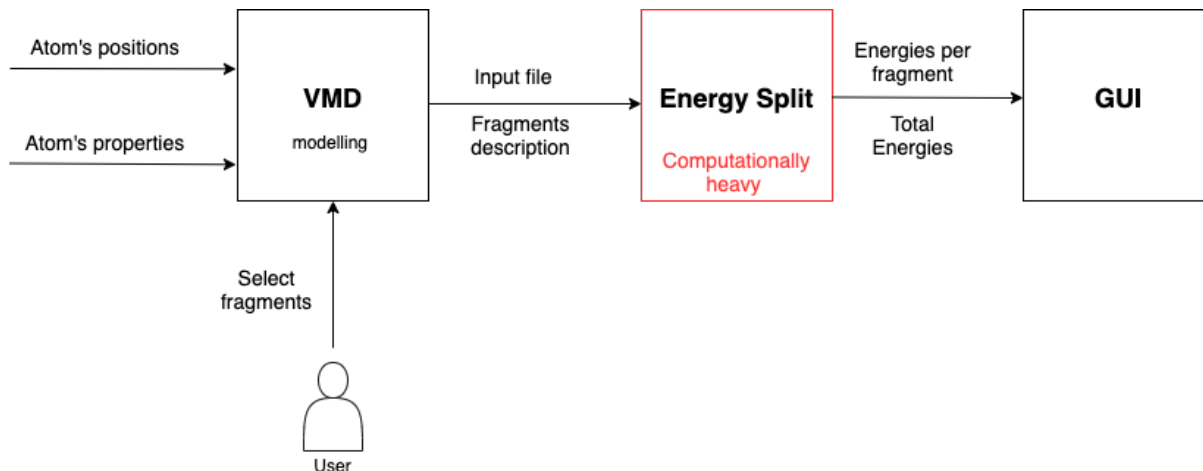 Atom's positions
Atom's properties
VMD
modelling
Select
fragments
User
Input file
Fragments
description
Energy Split
Computationally
heavy
Energies per
fragment
Total
Energies
GUI